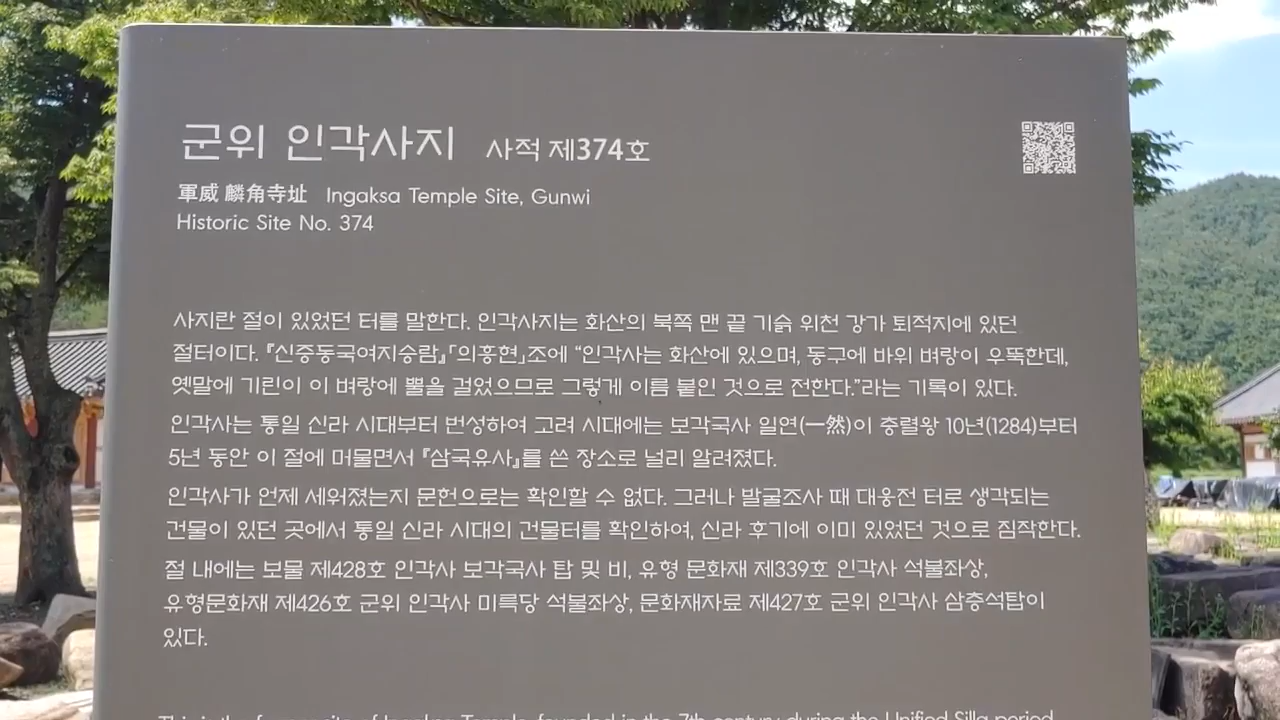 군위 인각사지 사적 제374호
軍威 麟角寺址 Ingaksa Temple Site, Gunwi
Historic Site No. 374
사지란 절이 있었던 터를 말한다. 인각사지는 화산의 북쪽 맨 끝 기슭 위천 강가 퇴적지에 있던
절터이다. 『신증동국여지승람』「의흥현」조에 “인각사는 화산에 있으며, 동구에 바위 벼랑이 우뚝한데,
옛말에 기린이 이 벼랑에 뿔을 걸었으므로 그렇게 이름 붙인 것으로 전한다.”라는 기록이 있다.
인각사는 통일 신라 시대부터 번성하여 고려 시대에는 보각국사 일연(一然)이 충렬왕 10년(1284)부터
5년 동안 이 절에 머물면서 『삼국유사』를 쓴 장소로 널리 알려졌다.
인각사가 언제 세워졌는지 문헌으로는 확인할 수 없다. 그러나 발굴조사 때 대웅전 터로 생각되는
건물이 있던 곳에서 통일 신라 시대의 건물터를 확인하여, 신라 후기에 이미 있었던 것으로 짐작한다.
절 내에는 보물 제428호 인각사 보각국사 탑 및 비, 유형 문화재 제339호 인각사 석불좌상,
유형문화재 제426호 군위 인각사 미륵당 석불좌상, 문화재자료 제427호 군위 인각사 삼층석탑이
있다.
This is the former site of Ingaksa Temple, founded in the 7th century during the Unified Silla period